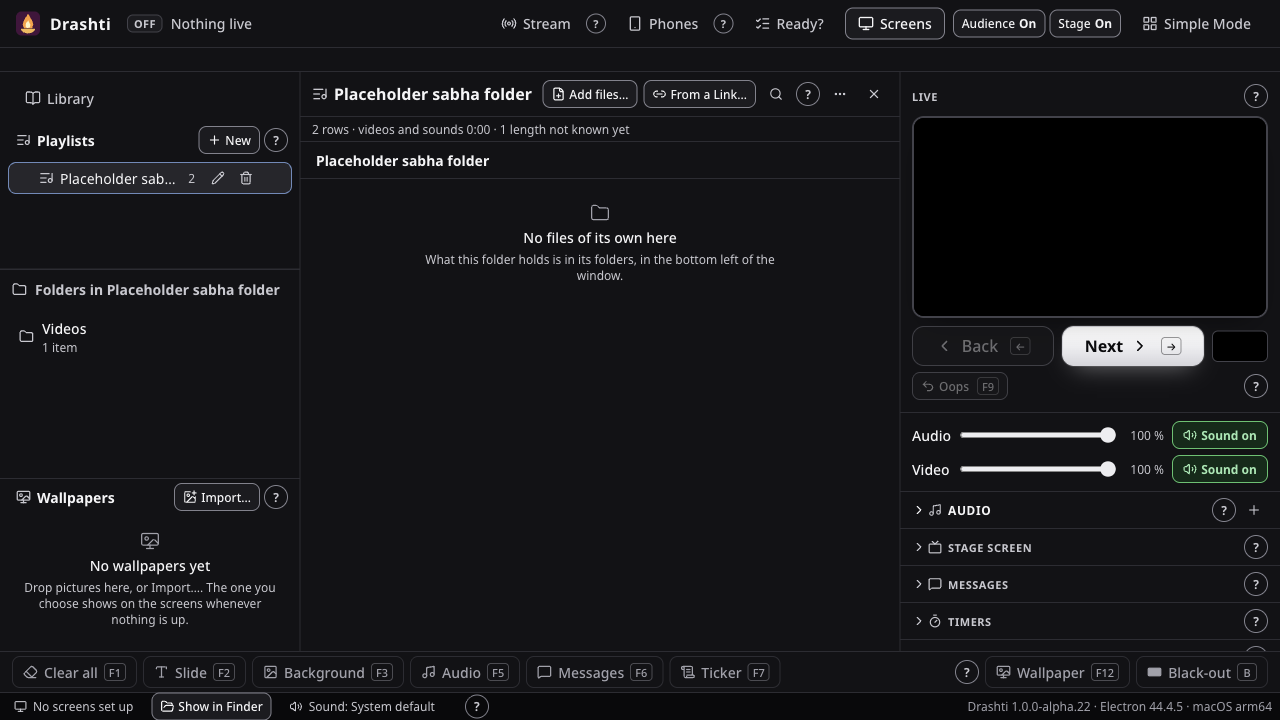 Drashti OFF Nothing live Stream ? Phones ? Ready? Screens Audience On Stage On Simple Mode
Library
Playlists New ?
Placeholder sab... 2
Folders in Placeholder sabha folder
Videos
1 item
Wallpapers Import... ?
No wallpapers yet
Drop pictures here, or Import.... The one you
choose shows on the screens whenever
nothing is up.
Placeholder sabha folder Add files... From a Link... ? ...
2 rows · videos and sounds 0:00 · 1 length not known yet
Placeholder sabha folder
No files of its own here
What this folder holds is in its folders, in the bottom left of the
window.
LIVE ?
Back ← Next →
Oops F9 ?
Audio 100 % Sound on
Video 100 % Sound on
AUDIO ? +
STAGE SCREEN ?
MESSAGES ?
TIMERS ?
Clear all F1 Slide F2 Background F3 Audio F5 Messages F6 Ticker F7 ? Wallpaper F12 Black-out B
No screens set up Show in Finder Sound: System default ? Drashti 1.0.0-alpha.22 · Electron 44.4.5 · macOS arm64